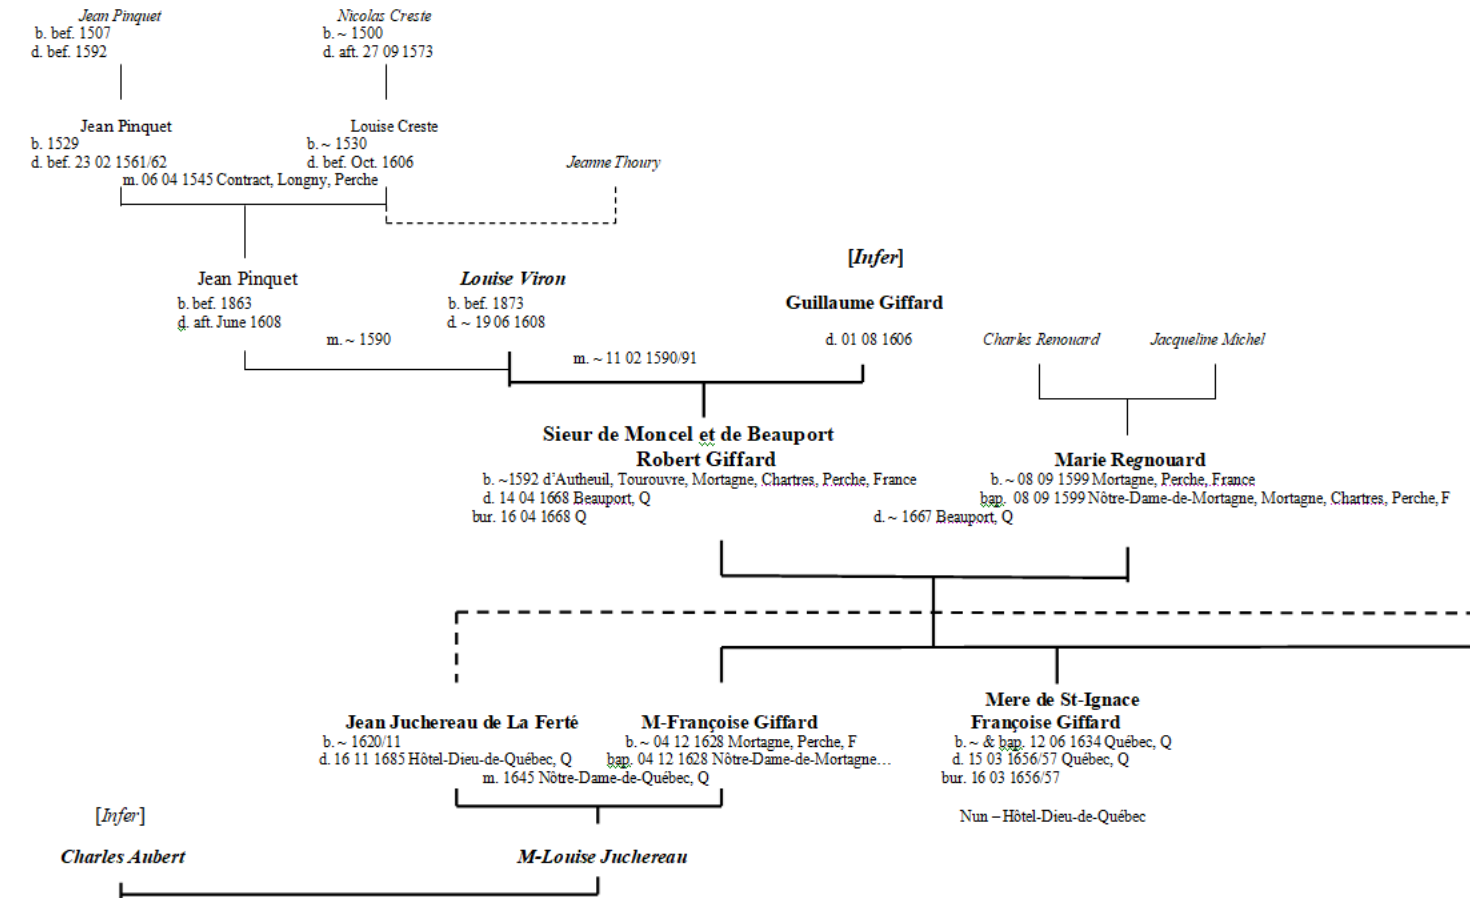 Jean Pinquet
b. bef. 1507
d. bef. 1592
Nicolas Creste
b. ~ 1500
d. aft. 27 09 1573
Jean Pinquet
b. 1529
d. bef. 23 02 1561/62
Louise Creste
b. ~ 1530
d. bef. Oct. 1606
m. 06 04 1545 Contract, Longny, Perche
Jeanne Thoury
Jean Pinquet
b. bef. 1863
d. aft. June 1608
Louise Viron
b. bef. 1873
d. ~ 19 06 1608
m. ~ 1590
[Infer]
Guillaume Giffard
d. 01 08 1606
m. ~ 11 02 1590/91
Charles Renouard
Jacqueline Michel
Sieur de Moncel et de Beauport
Robert Giffard
b. ~1592 d'Autheuil, Tourouvre, Mortagne, Chartres, Perche, France
d. 14 04 1668 Beauport, Q
bur. 16 04 1668 Q
Marie Regnouard
b. ~ 08 09 1599 Mortagne, Perche, France
bap. 08 09 1599 Nôtre-Dame-de-Mortagne, Mortagne, Chartres, Perche, F
d. ~ 1667 Beauport, Q
Jean Juchereau de La Ferté
b. ~ 1620/11
d. 16 11 1685 Hôtel-Dieu-de-Québec, Q
M-Françoise Giffard
b. ~ 04 12 1628 Mortagne, Perche, F
bap. 04 12 1628 Nôtre-Dame-de-Mortagne…
m. 1645 Nôtre-Dame-de-Québec, Q
Mere de St-Ignace
Françoise Giffard
b. ~ & bap. 12 06 1634 Québec, Q
d. 15 03 1656/57 Québec, Q
bur. 16 03 1656/57
Nun – Hôtel-Dieu-de-Québec
[Infer]
Charles Aubert
M-Louise Juchereau